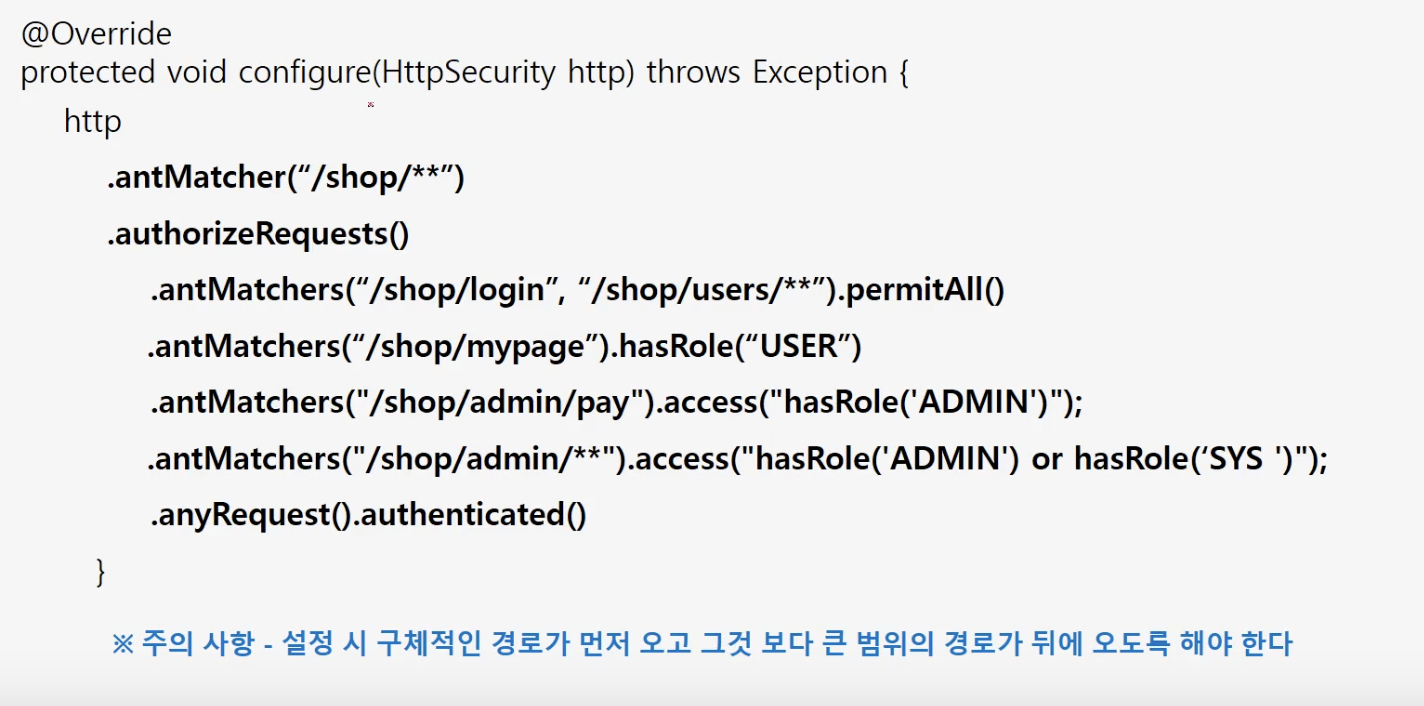 @Override
protected void configure(HttpSecurity http) throws Exception {
http
.antMatcher(“/shop/**”)
.authorizeRequests()
.antMatchers(“/shop/login”, “/shop/users/**”).permitAll()
.antMatchers(“/shop/mypage”).hasRole(“USER”)
.antMatchers("/shop/admin/pay").access("hasRole('ADMIN')");
.antMatchers("/shop/admin/**").access("hasRole('ADMIN') or hasRole(‘SYS ')");
.anyRequest().authenticated()
}
※ 주의 사항 - 설정 시 구체적인 경로가 먼저 오고 그것 보다 큰 범위의 경로가 뒤에 오도록 해야 한다